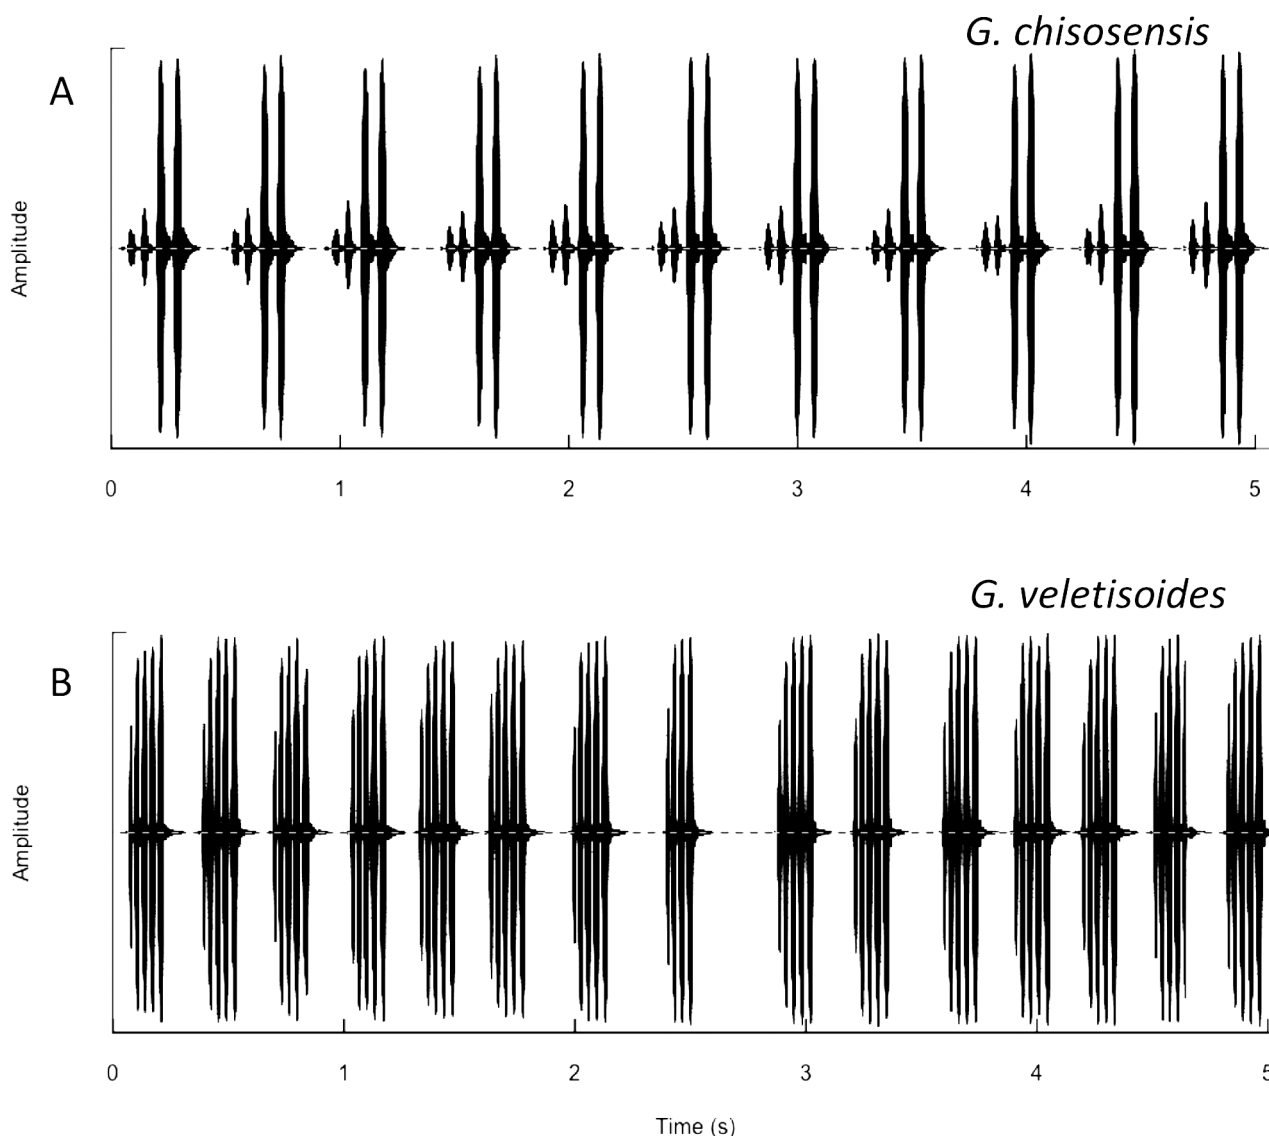 G. chisosensis
A
Amplitude
0 1 2 3 4 5
G. veletisoides
B
Amplitude
0 1 2 3 4 5
Time (s)